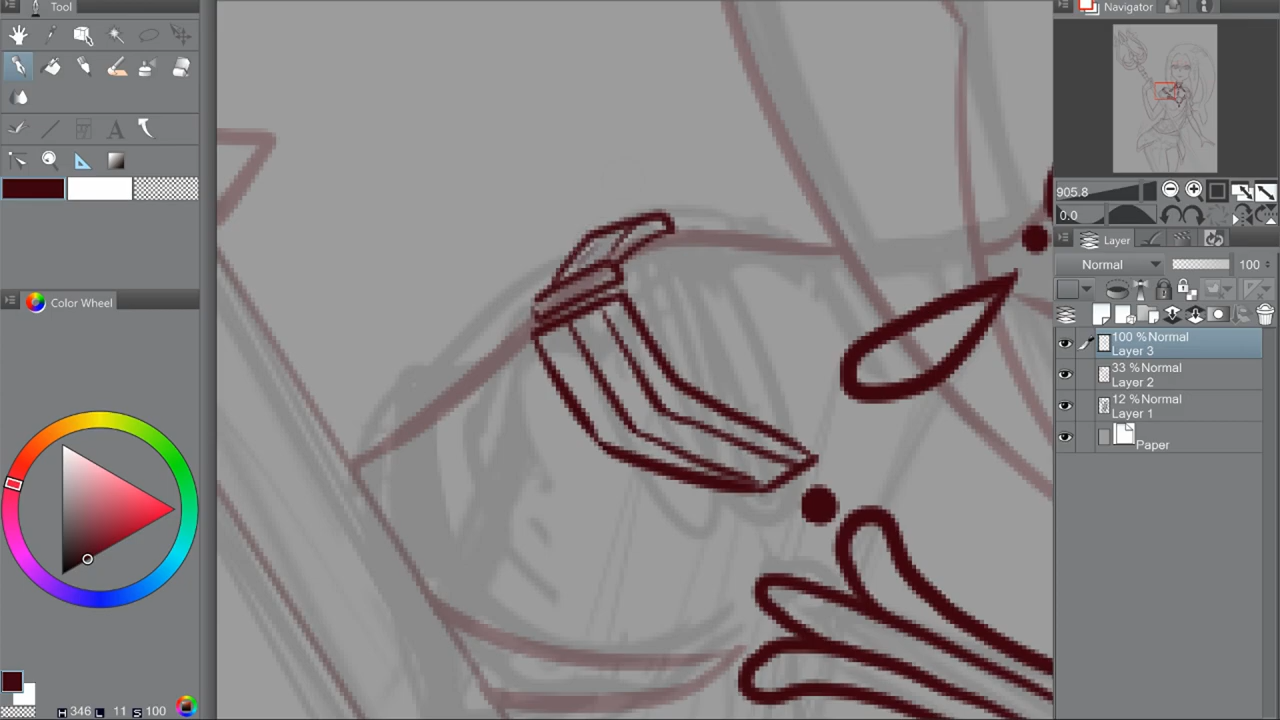 Tool
Color Wheel
H 346 L 11 S 100
Navigator
905.8
0.0
Layer
Normal 100
100 %Normal
Layer 3
33 %Normal
Layer 2
12 %Normal
Layer 1
Paper